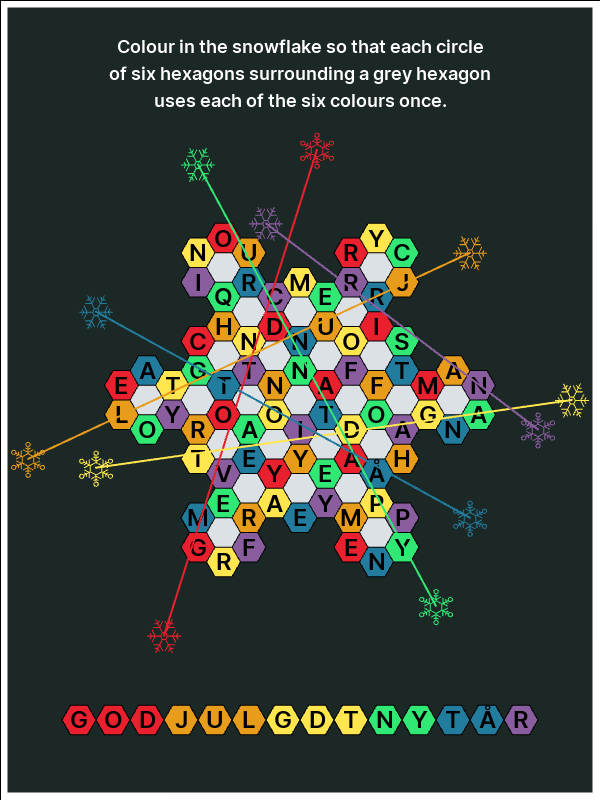 Colour in the snowflake so that each circle
of six hexagons surrounding a grey hexagon
uses each of the six colours once.
O Y
N U R C
I R M R J
Q C E R
H D U I
C N N O S
A G T N F T A
E T T N A F M N
L Y O O T O G A
O R A I D A N
T E Y A H
V Y E Å
E A Y P
M R E M P
G F E Y
R N
G O D J U L G D T N Y T Å R